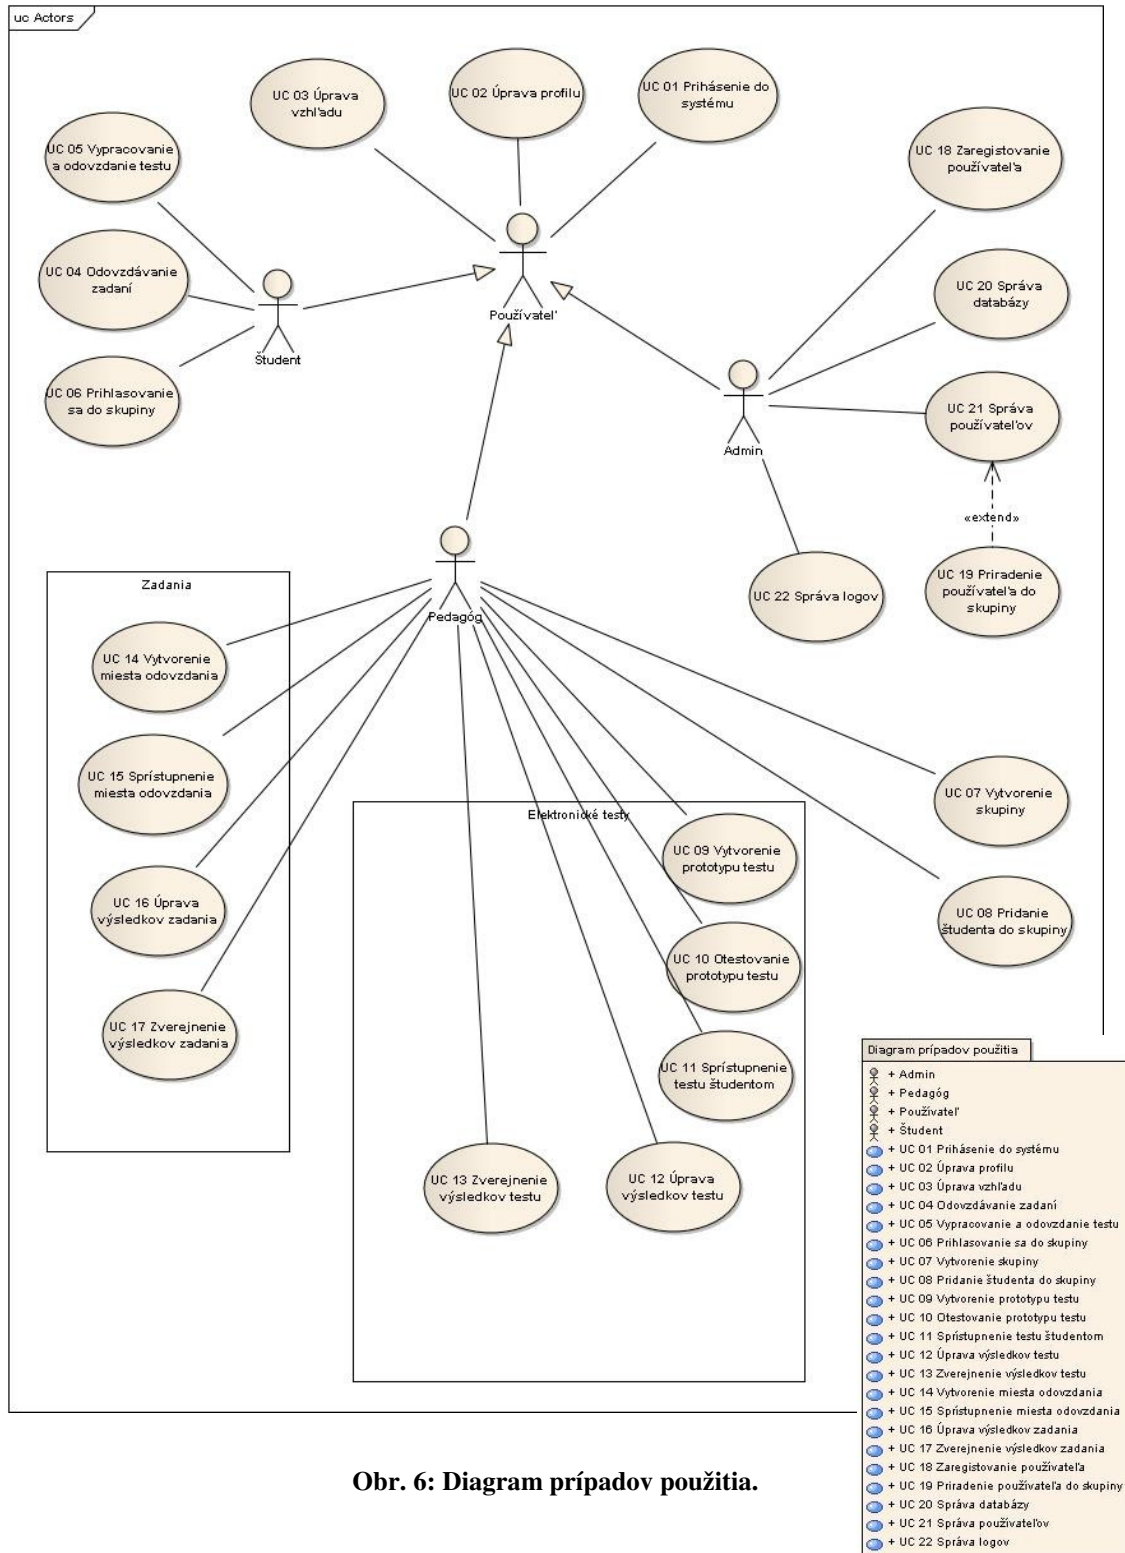 uc Actors
UC 03 Úprava
vzhľadu
UC 02 Úprava profilu
UC 01 Prihásenie do
systému
UC 05 Vypracovanie
a odovzdanie testu
UC 18 Zaregistovanie
používateľa
UC 04 Odovzdávanie
zadaní
UC 20 Správa
databázy
Používateľ
Študent
UC 06 Prihlasovanie
sa do skupiny
UC 21 Správa
používateľov
Admin
«extend»
UC 19 Priradenie
používateľa do
skupiny
UC 22 Správa logov
Pedagóg
Zadania
UC 14 Vytvorenie
miesta odovzdania
UC 15 Sprístupnenie
miesta odovzdania
UC 16 Úprava
výsledkov zadania
UC 17 Zverejnenie
výsledkov zadania
Elektronické testy
UC 09 Vytvorenie
prototypu testu
UC 10 Otestovanie
prototypu testu
UC 11 Sprístupnenie
testu študentom
UC 13 Zverejnenie
výsledkov testu
UC 12 Úprava
výsledkov testu
UC 07 Vytvorenie
skupiny
UC 08 Pridanie
študenta do skupiny
Diagram prípadov použitia
+ Admin
+ Pedagóg
+ Používateľ
+ Študent
+ UC 01 Prihásenie do systému
+ UC 02 Úprava profilu
+ UC 03 Úprava vzhľadu
+ UC 04 Odovzdávanie zadaní
+ UC 05 Vypracovanie a odovzdanie testu
+ UC 06 Prihlasovanie sa do skupiny
+ UC 07 Vytvorenie skupiny
+ UC 08 Pridanie študenta do skupiny
+ UC 09 Vytvorenie prototypu testu
+ UC 10 Otestovanie prototypu testu
+ UC 11 Sprístupnenie testu študentom
+ UC 12 Úprava výsledkov testu
+ UC 13 Zverejnenie výsledkov testu
+ UC 14 Vytvorenie miesta odovzdania
+ UC 15 Sprístupnenie miesta odovzdania
+ UC 16 Úprava výsledkov zadania
+ UC 17 Zverejnenie výsledkov zadania
+ UC 18 Zaregistovanie používateľa
+ UC 19 Priradenie používateľa do skupiny
+ UC 20 Správa databázy
+ UC 21 Správa používateľov
+ UC 22 Správa logov
Obr. 6: Diagram prípadov použitia.